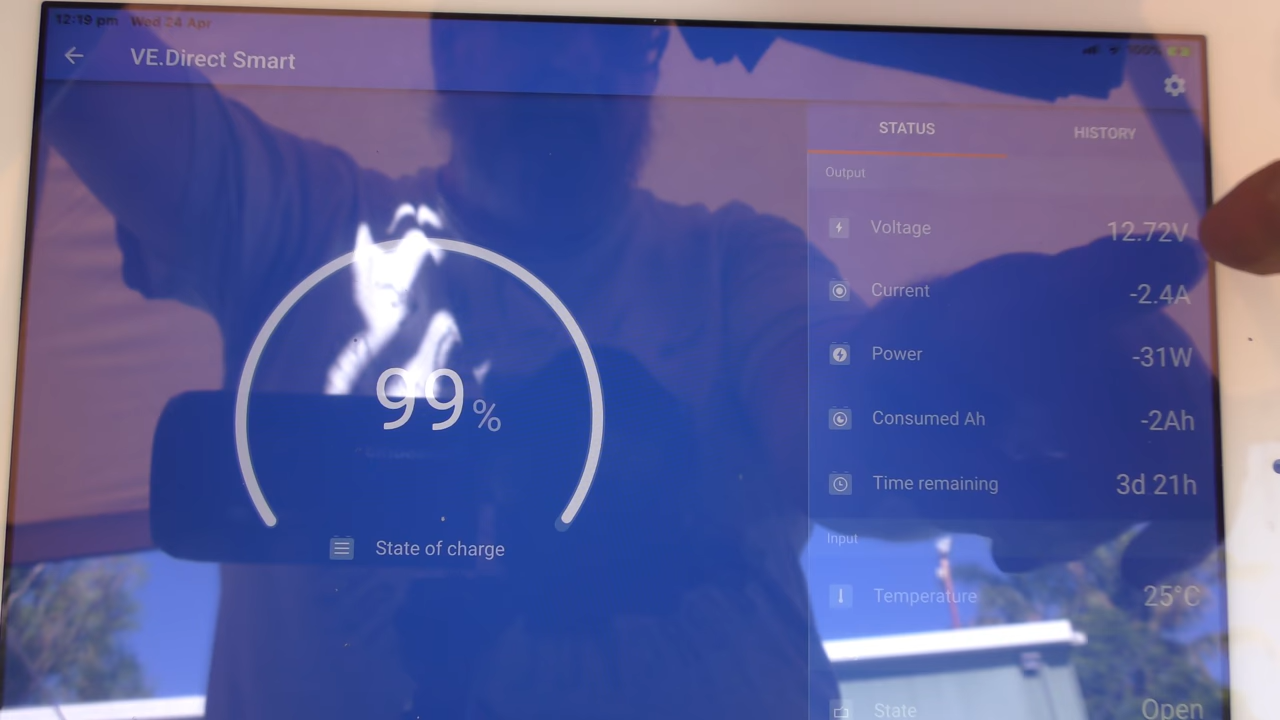 12:19 pm Wed 24 Apr
100%
VE.Direct Smart
STATUS
HISTORY
Output
Voltage 12.72V
Current -2.4A
Power -31W
Consumed Ah -2Ah
Time remaining 3d 21h
99%
State of charge
Input
Temperature 25°C
State Open